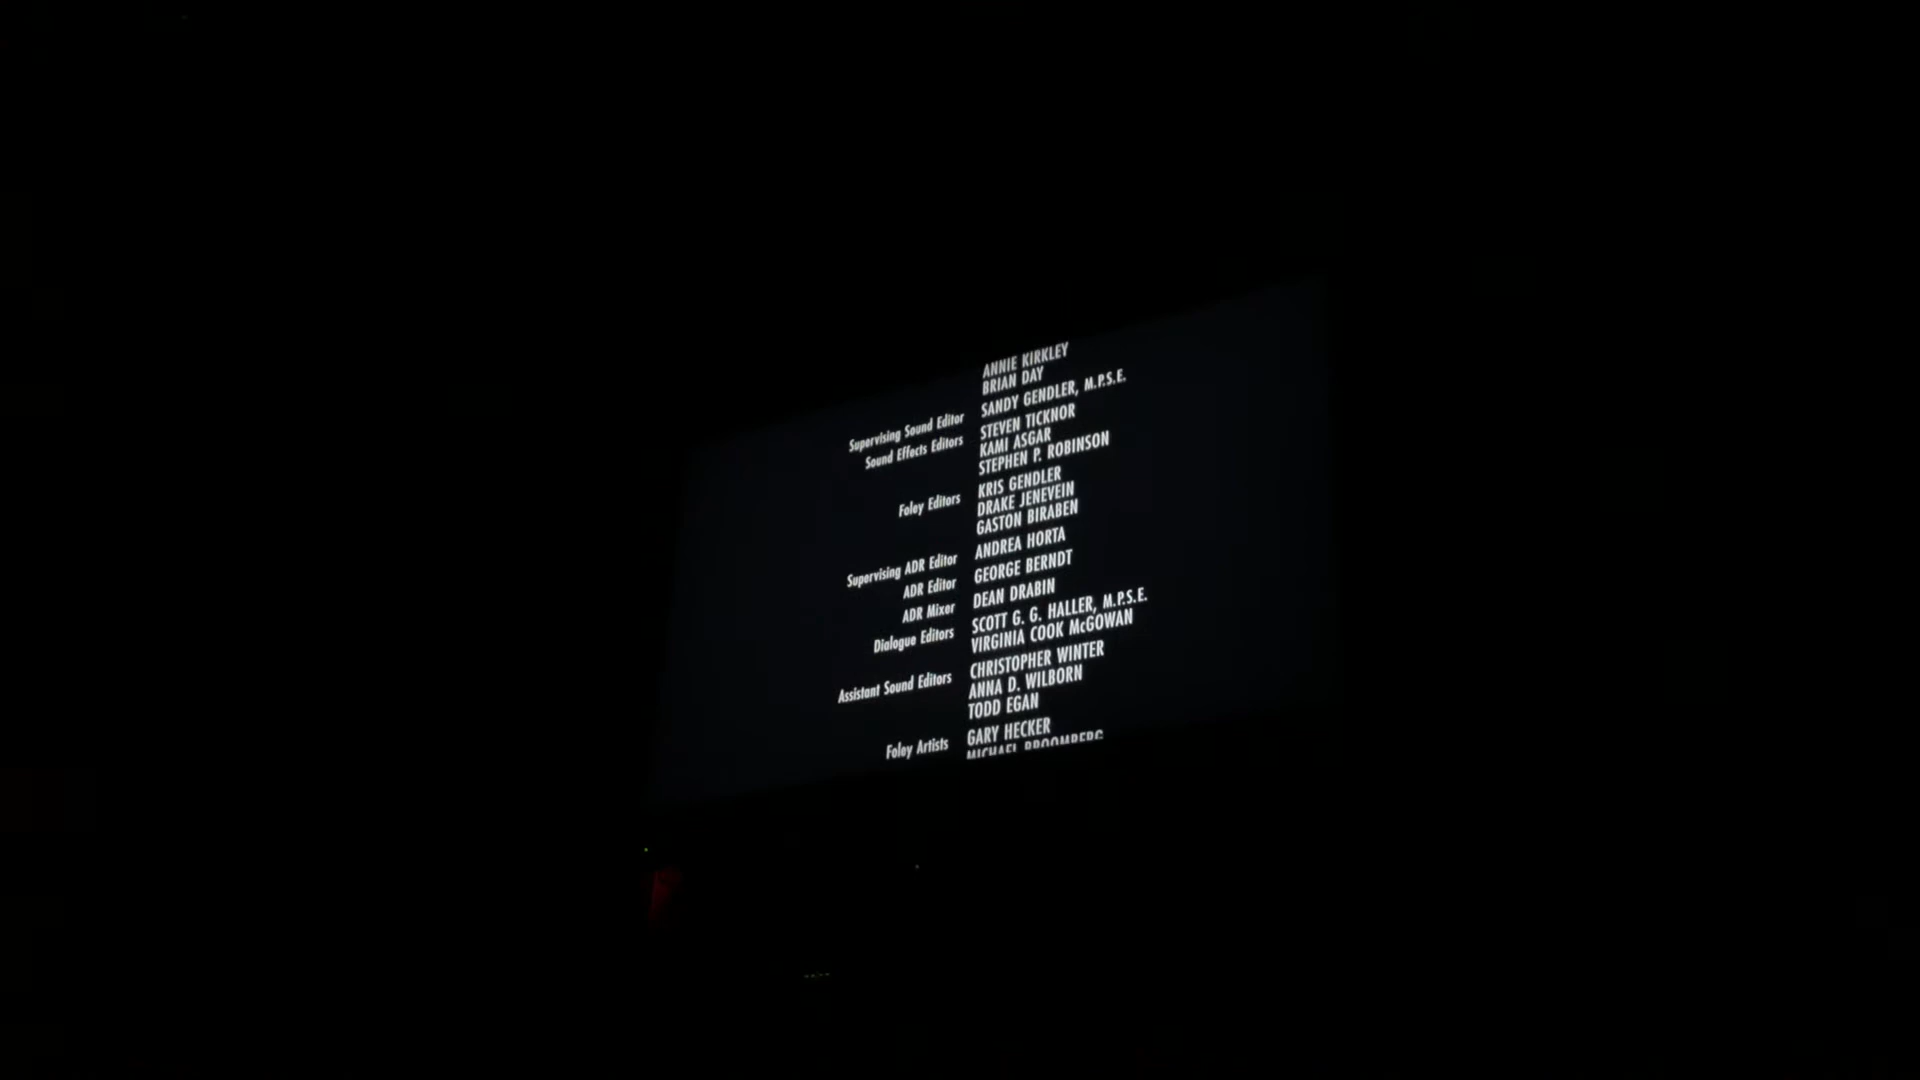 ANNIE KIRKLEY
BRIAN DAY
Supervising Sound Editor SANDY GENDLER, M.P.S.E.
Sound Effects Editors STEVEN TICKNOR
KAMI ASGAR
STEPHEN P. ROBINSON
Foley Editors KRIS GENDLER
DRAKE JENEVEIN
GASTON BIRABEN
Supervising ADR Editor ANDREA HORTA
ADR Editor GEORGE BERNDT
ADR Mixer DEAN DRABIN
Dialogue Editors SCOTT G. G. HALLER, M.P.S.E.
VIRGINIA COOK McGOWAN
Assistant Sound Editors CHRISTOPHER WINTER
ANNA D. WILBORN
TODD EGAN
Foley Artists GARY HECKER
MICHAEL BROOMBERG